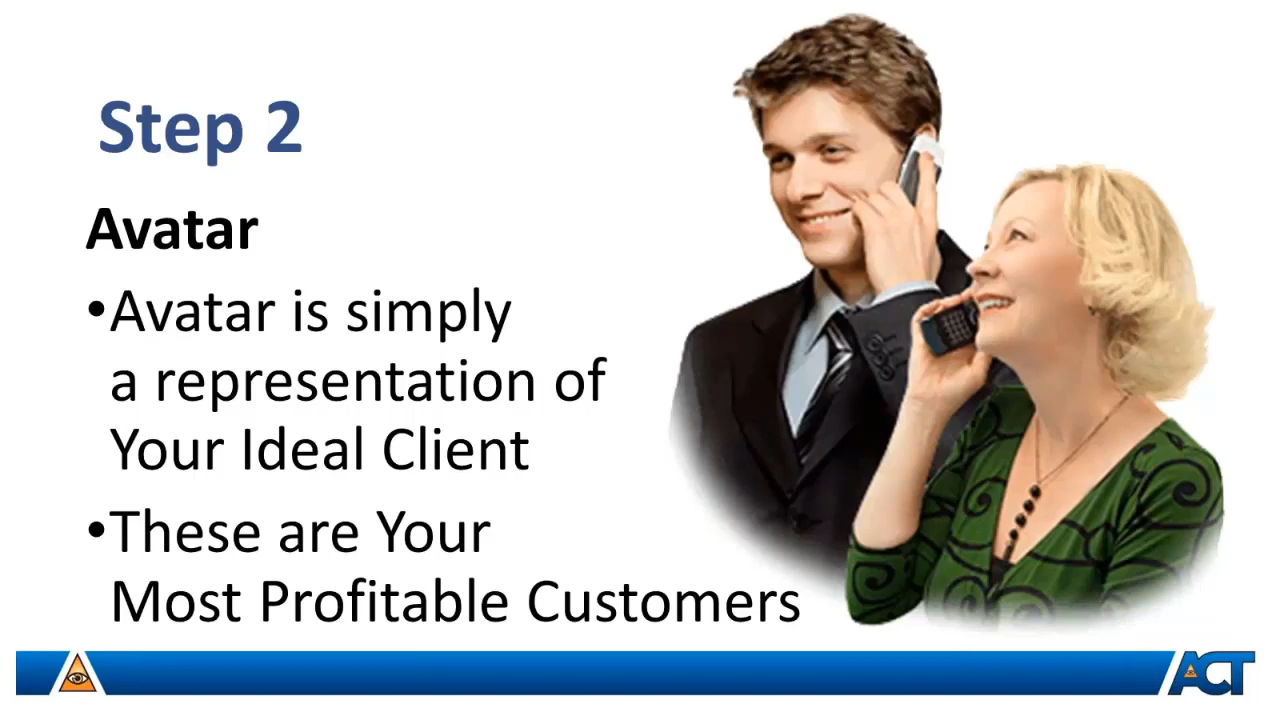 Step 2
Avatar
•Avatar is simply
a representation of
Your Ideal Client
•These are Your
Most Profitable Customers
ACT